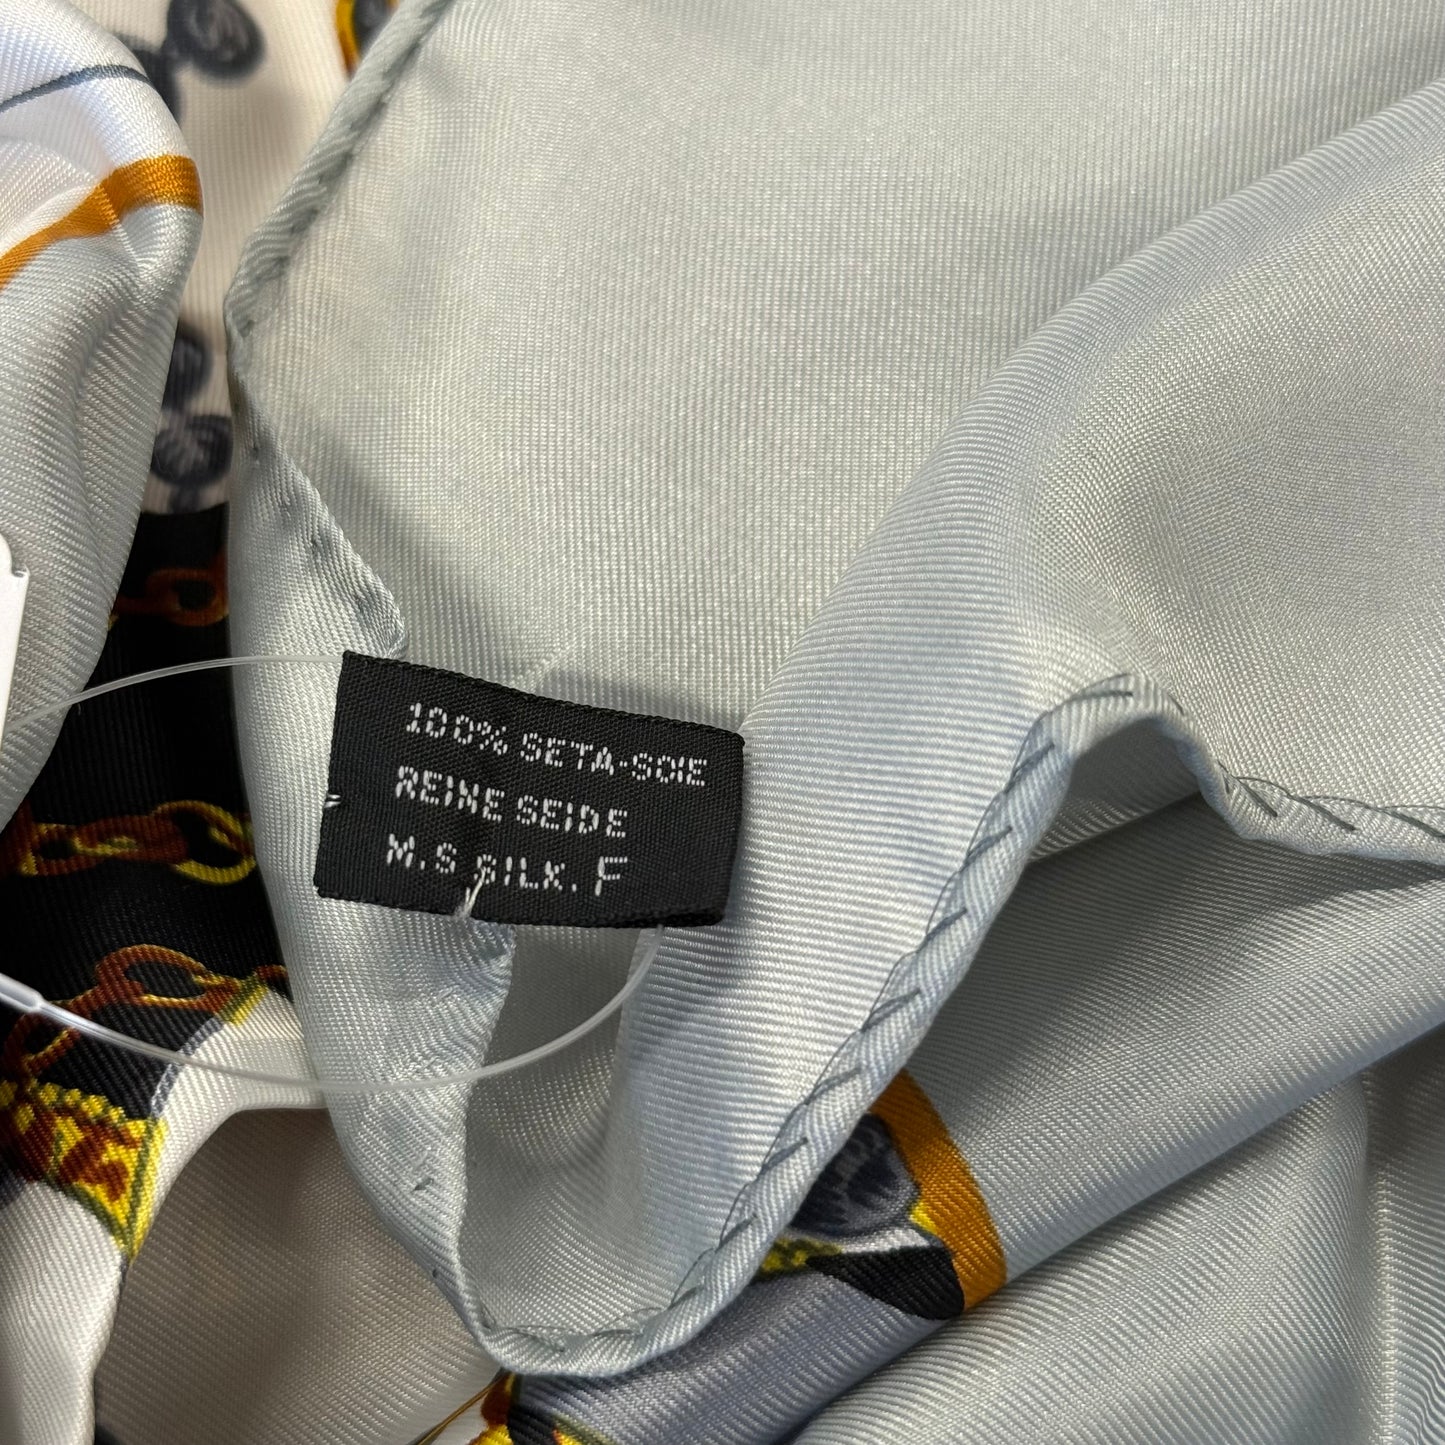 100% SETA-SOIE
REINE SEIDE
M.S SILK. F